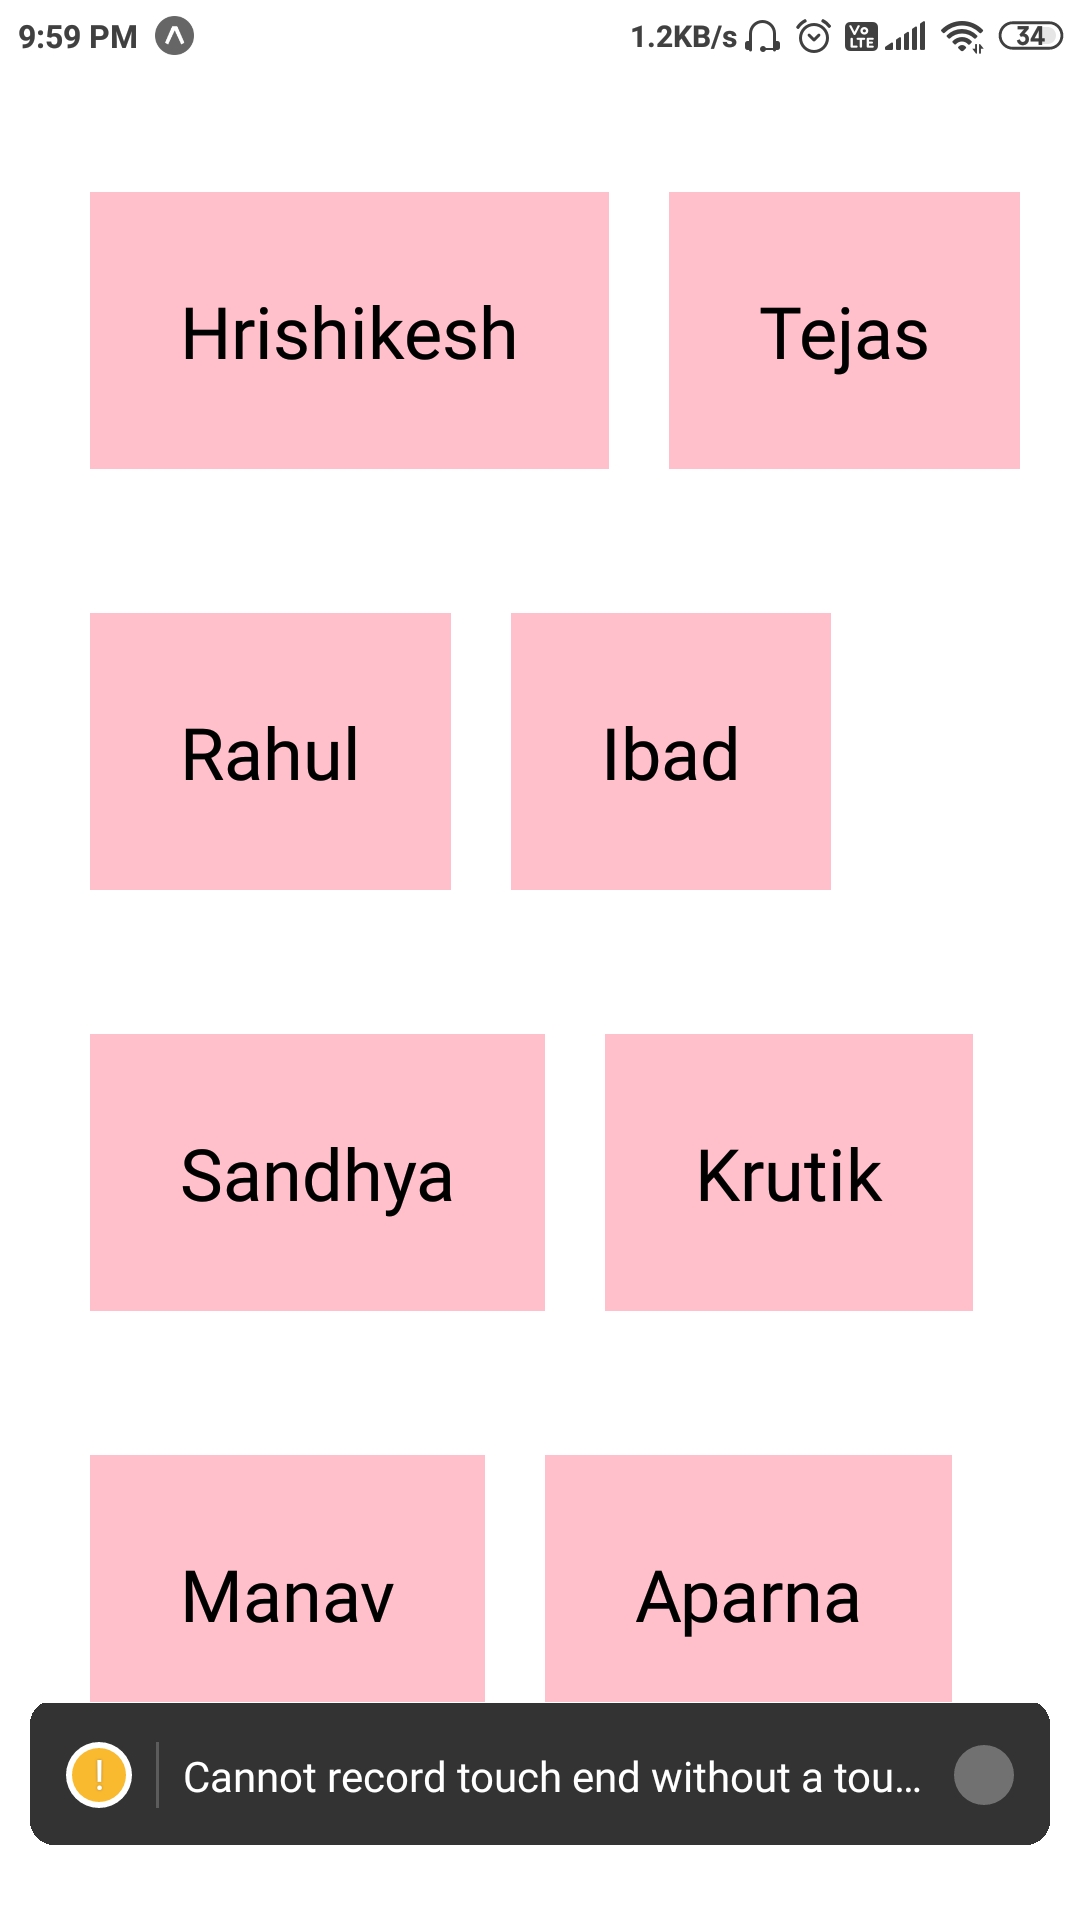 9:59 PM 1.2KB/s Vo LTE 34
Hrishikesh Tejas
Rahul Ibad
Sandhya Krutik
Manav Aparna
! Cannot record touch end without a tou...